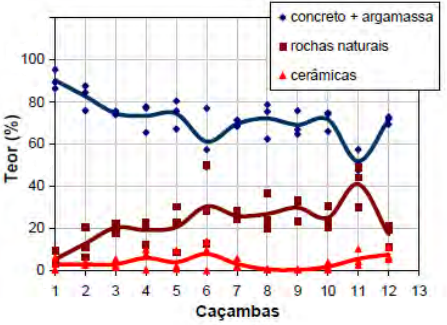 concreto + argamassa
rochas naturais
cerâmicas
Teor (%)
100
80
60
40
20
0
1 2 3 4 5 6 7 8 9 10 11 12 13
Caçambas